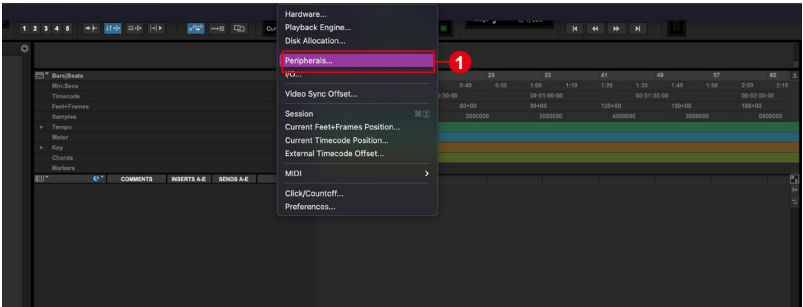 Hardware...
Playback Engine...
1 2 3 4 5
Disk Allocation...
Peripherals...
1
I/O...
Bars|Beats
25 33 41 49 57 65
Min:Secs
0:40 0:50 1:00 1:10 1:20 1:30 1:40 1:50 2:00 2:10
Video Sync Offset...
Timecode
00:01:00:00 00:01:30:00 00:02:00:00
Feet+Frames
60+00 90+00 120+00 150+00 180+00
Session ⌘2
Samples
2000000 3000000 4000000 5000000 6000000
Current Feet+Frames Position...
Tempo
Current Timecode Position...
Meter
External Timecode Offset...
Key
Chords
Markers
MIDI
COMMENTS INSERTS A-E SENDS A-E
Click/Countoff...
Preferences...